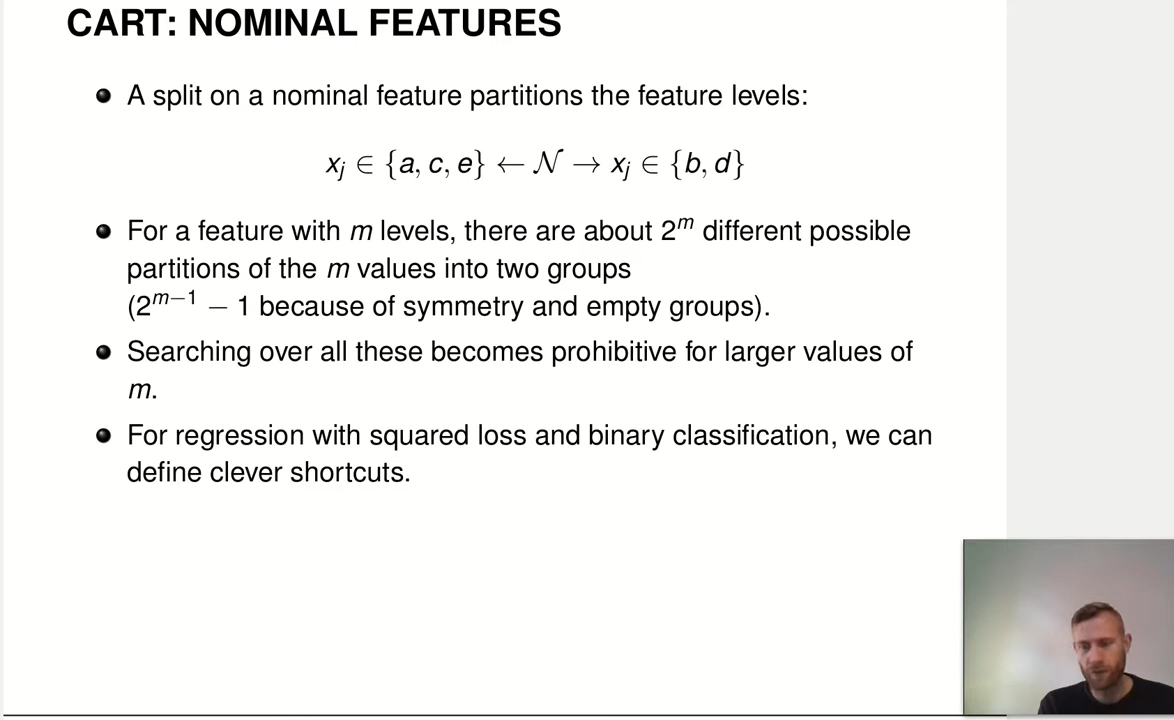 CART: NOMINAL FEATURES
A split on a nominal feature partitions the feature levels:
xⱼ ∈ {a, c, e} ← 𝒩 → xⱼ ∈ {b, d}
For a feature with m levels, there are about 2ᵐ different possible
partitions of the m values into two groups
(2ᵐ⁻¹ − 1 because of symmetry and empty groups).
Searching over all these becomes prohibitive for larger values of
m.
For regression with squared loss and binary classification, we can
define clever shortcuts.